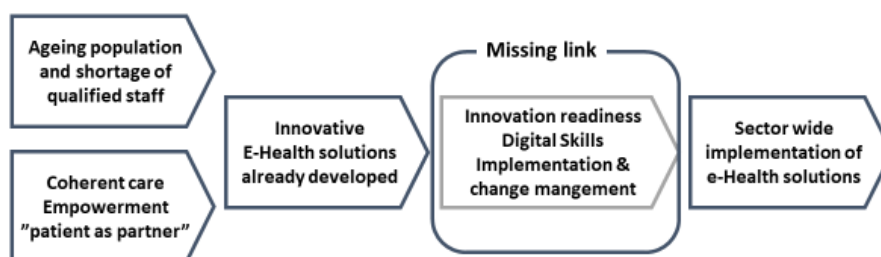 Ageing population
and shortage of
qualified staff
Coherent care
Empowerment
”patient as partner”
Innovative
E-Health solutions
already developed
Missing link
Innovation readiness
Digital Skills
Implementation &
change mangement
Sector wide
implementation of
e-Health solutions